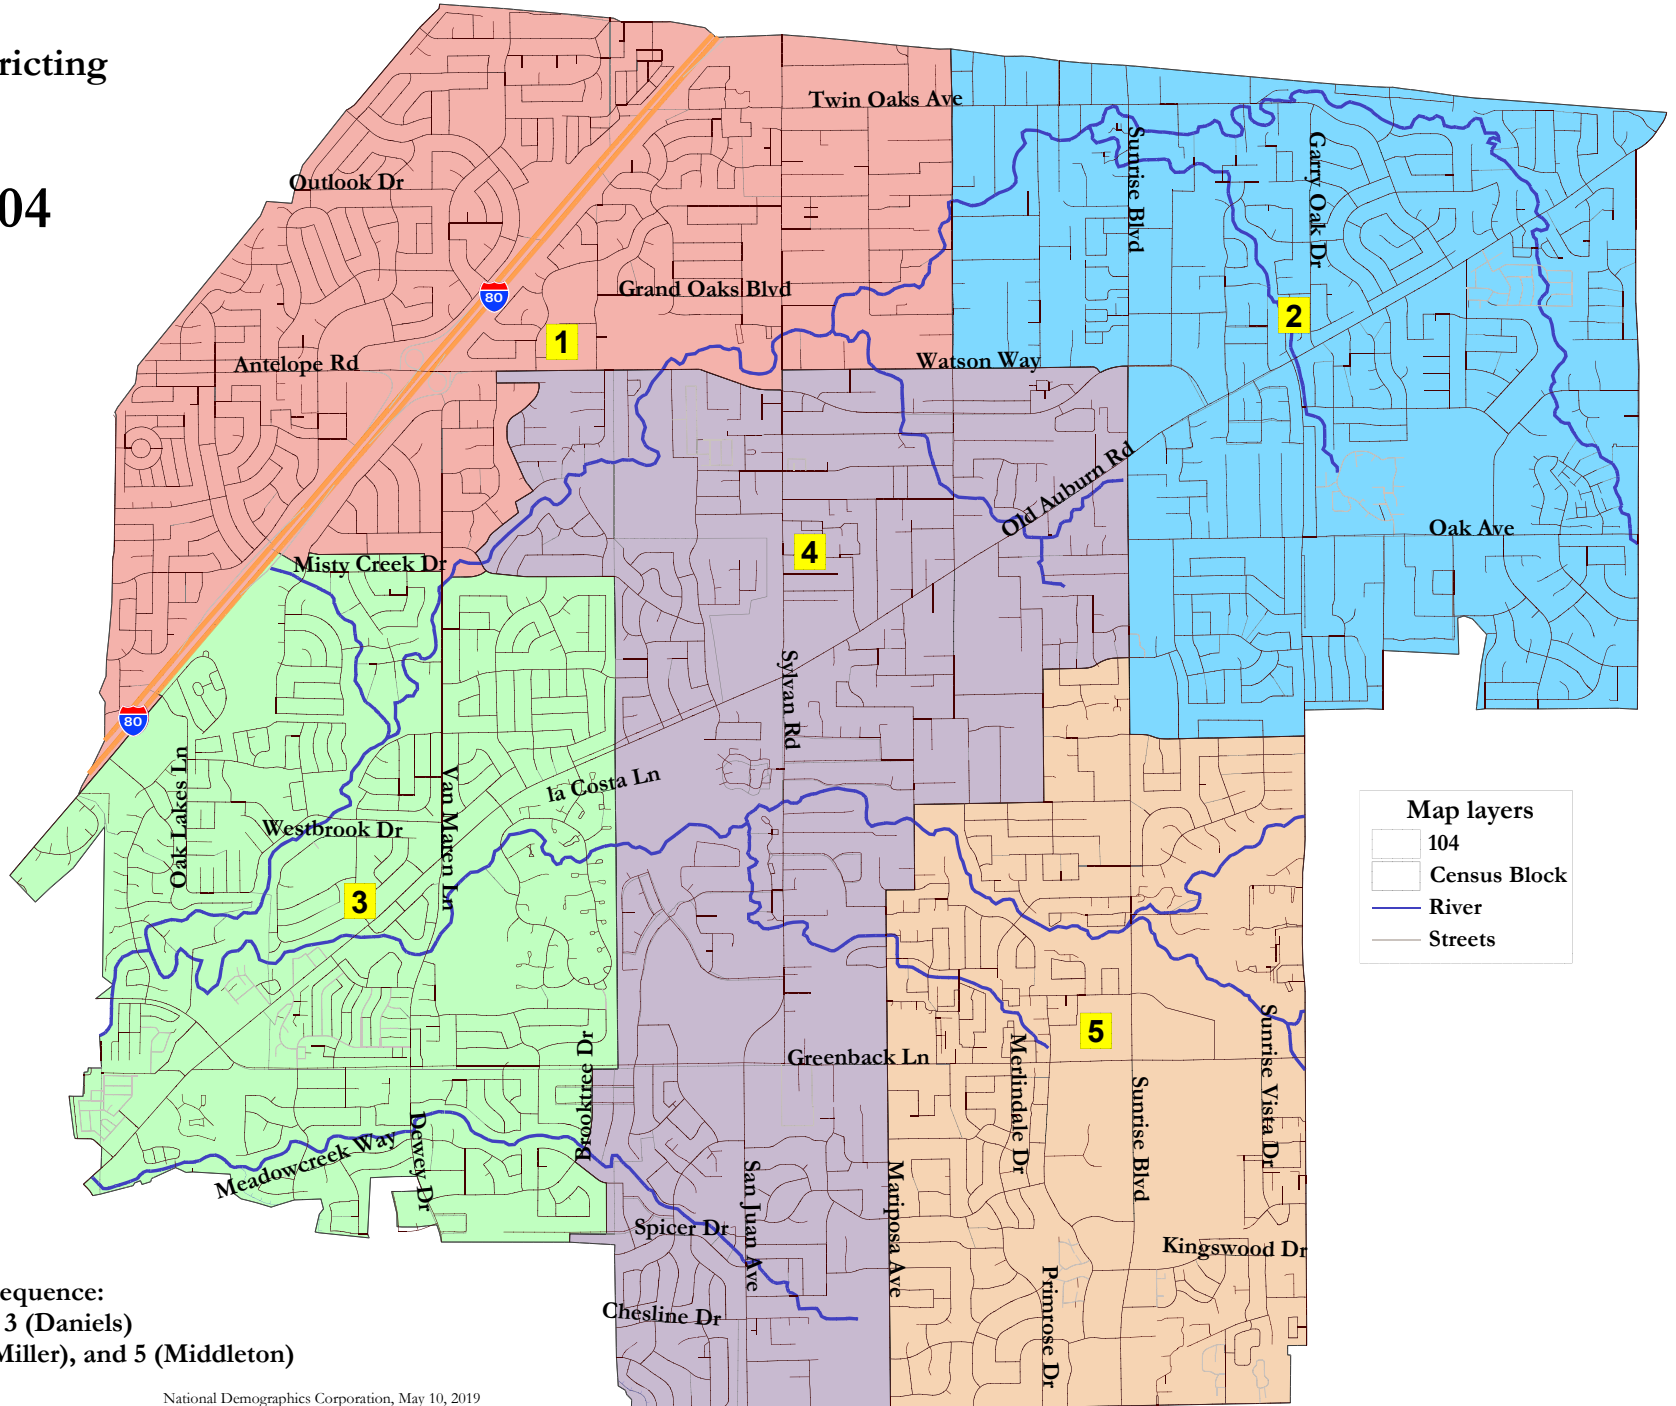 ricting
04
Twin Oaks Ave
Outlook Dr
Sunrise Blvd
Garry Oak Dr
80
Grand Oaks Blvd
1
2
Antelope Rd
Watson Way
Old Auburn Rd
Oak Ave
4
Misty Creek Dr
Sylvan Rd
80
Oak Lakes Ln
Van Maren Ln
la Costa Ln
Westbrook Dr
3
Map layers
104
Census Block
River
Streets
5
Greenback Ln
Brooktree Dr
Merlindale Dr
Sunrise Vista Dr
Sunrise Blvd
Dewey Dr
Meadowcreek Way
San Juan Ave
Mariposa Ave
Spicer Dr
Kingswood Dr
Primrose Dr
Chesline Dr
equence:
3 (Daniels)
Miller), and 5 (Middleton)
National Demographics Corporation, May 10, 2019